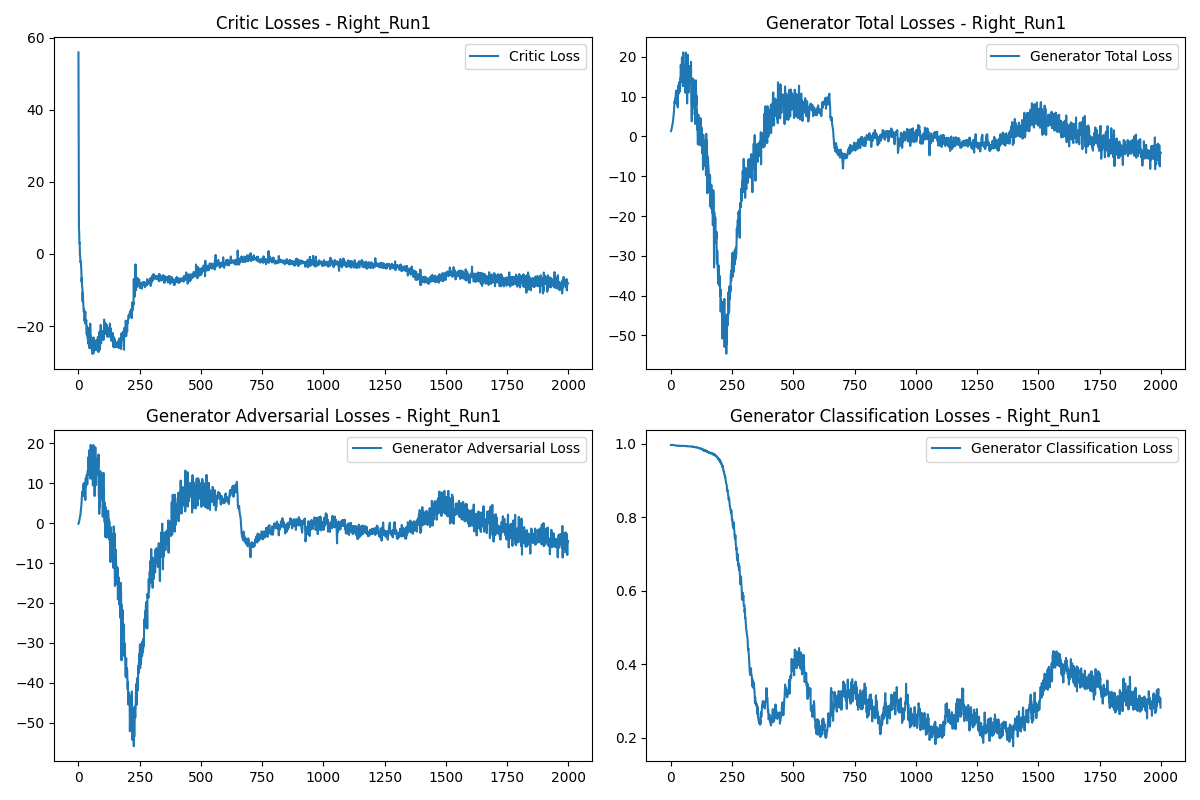 Critic Losses - Right_Run1
Critic Loss
60
40
20
0
−20
0 250 500 750 1000 1250 1500 1750 2000
Generator Total Losses - Right_Run1
Generator Total Loss
20
10
0
−10
−20
−30
−40
−50
0 250 500 750 1000 1250 1500 1750 2000
Generator Adversarial Losses - Right_Run1
Generator Adversarial Loss
20
10
0
−10
−20
−30
−40
−50
0 250 500 750 1000 1250 1500 1750 2000
Generator Classification Losses - Right_Run1
Generator Classification Loss
1.0
0.8
0.6
0.4
0.2
0 250 500 750 1000 1250 1500 1750 2000